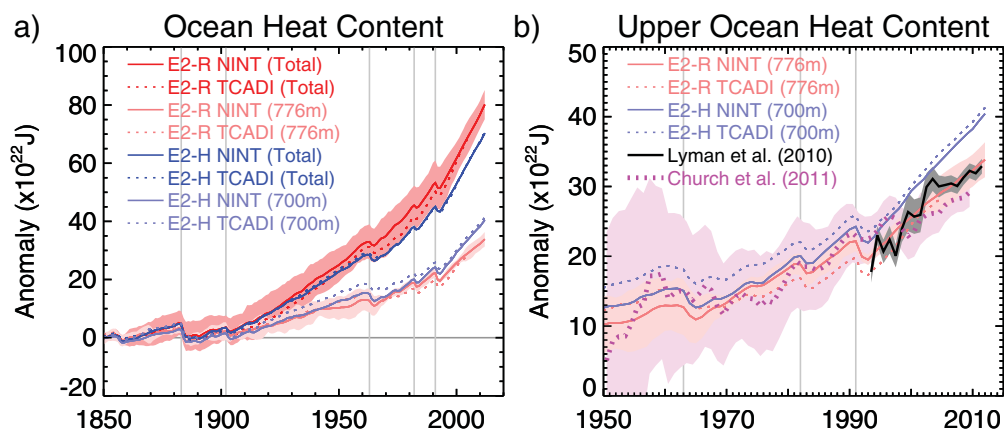 a) Ocean Heat Content
Anomaly (x10²²J)
100
80
60
40
20
0
-20
E2-R NINT (Total)
E2-R TCADI (Total)
E2-R NINT (776m)
E2-R TCADI (776m)
E2-H NINT (Total)
E2-H TCADI (Total)
E2-H NINT (700m)
E2-H TCADI (700m)
1850 1900 1950 2000
b) Upper Ocean Heat Content
Anomaly (x10²²J)
50
40
30
20
10
0
E2-R NINT (776m)
E2-R TCADI (776m)
E2-H NINT (700m)
E2-H TCADI (700m)
Lyman et al. (2010)
Church et al. (2011)
1950 1970 1990 2010